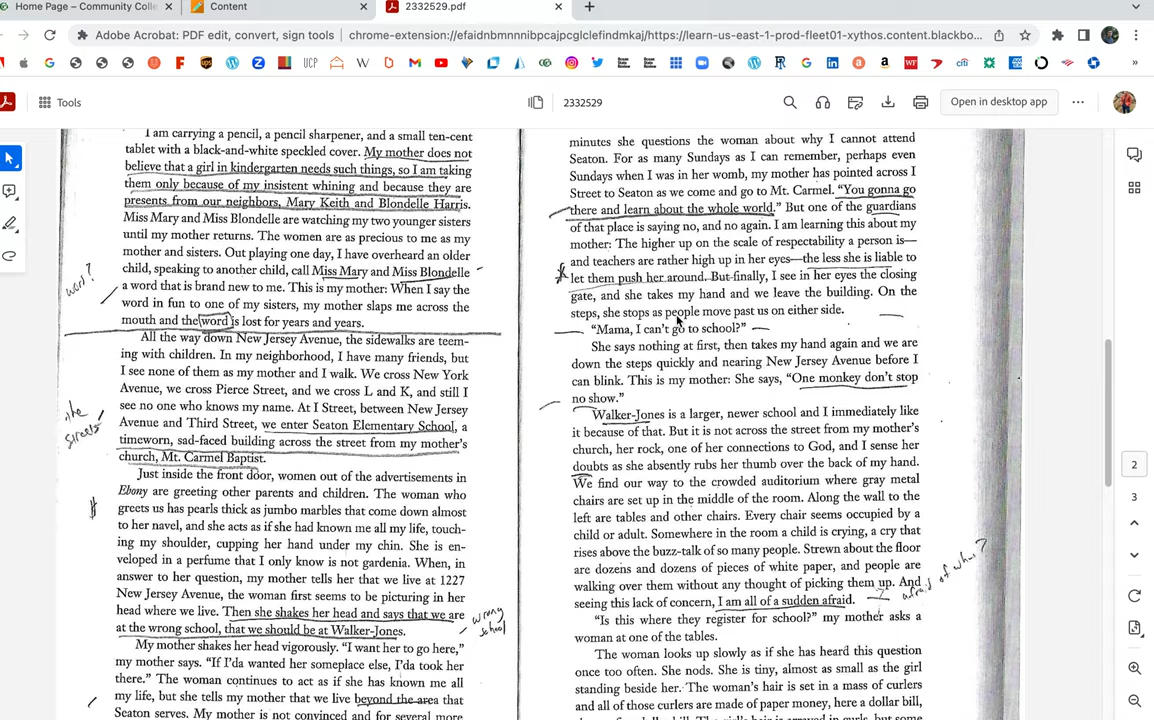 Home Page – Community Colle
Content
2332529.pdf
Adobe Acrobat: PDF edit, convert, sign tools | chrome-extension://efaidnbmnnnibpcajpcglclefindmkaj/https://learn-us-east-1-prod-fleet01-xythos.content.blackbo...
UCP
Tools
2332529
Open in desktop app
I am carrying a pencil, a pencil sharpener, and a small ten-cent
tablet with a black-and-white speckled cover. My mother does not
believe that a girl in kindergarten needs such things, so I am taking
them only because of my insistent whining and because they are
presents from our neighbors, Mary Keith and Blondelle Harris.
Miss Mary and Miss Blondelle are watching my two younger sisters
until my mother returns. The women are as precious to me as my
mother and sisters. Out playing one day, I have overheard an older
child, speaking to another child, call Miss Mary and Miss Blondelle
a word that is brand new to me. This is my mother: When I say the
word in fun to one of my sisters, my mother slaps me across the
mouth and the word is lost for years and years.
word?
All the way down New Jersey Avenue, the sidewalks are teem-
ing with children. In my neighborhood, I have many friends, but
I see none of them as my mother and I walk. We cross New York
Avenue, we cross Pierce Street, and we cross L and K, and still I
see no one who knows my name. At I Street, between New Jersey
Avenue and Third Street, we enter Seaton Elementary School, a
timeworn, sad-faced building across the street from my mother's
church, Mt. Carmel Baptist.
the
streets
Just inside the front door, women out of the advertisements in
Ebony are greeting other parents and children. The woman who
greets us has pearls thick as jumbo marbles that come down almost
to her navel, and she acts as if she had known me all my life, touch-
ing my shoulder, cupping her hand under my chin. She is en-
veloped in a perfume that I only know is not gardenia. When, in
answer to her question, my mother tells her that we live at 1227
New Jersey Avenue, the woman first seems to be picturing in her
head where we live. Then she shakes her head and says that we are
at the wrong school, that we should be at Walker-Jones.
wrong
school
My mother shakes her head vigorously. "I want her to go here,"
my mother says. "If I'da wanted her someplace else, I'da took her
there." The woman continues to act as if she has known me all
my life, but she tells my mother that we live beyond the area that
Seaton serves. My mother is not convinced and for several more
minutes she questions the woman about why I cannot attend
Seaton. For as many Sundays as I can remember, perhaps even
Sundays when I was in her womb, my mother has pointed across I
Street to Seaton as we come and go to Mt. Carmel. "You gonna go
there and learn about the whole world." But one of the guardians
of that place is saying no, and no again. I am learning this about my
mother: The higher up on the scale of respectability a person is—
and teachers are rather high up in her eyes—the less she is liable to
let them push her around. But finally, I see in her eyes the closing
gate, and she takes my hand and we leave the building. On the
steps, she stops as people move past us on either side.
"Mama, I can't go to school?"
She says nothing at first, then takes my hand again and we are
down the steps quickly and nearing New Jersey Avenue before I
can blink. This is my mother: She says, "One monkey don't stop
no show."
Walker-Jones is a larger, newer school and I immediately like
it because of that. But it is not across the street from my mother's
church, her rock, one of her connections to God, and I sense her
doubts as she absently rubs her thumb over the back of my hand.
We find our way to the crowded auditorium where gray metal
chairs are set up in the middle of the room. Along the wall to the
left are tables and other chairs. Every chair seems occupied by a
child or adult. Somewhere in the room a child is crying, a cry that
rises above the buzz-talk of so many people. Strewn about the floor
are dozens and dozens of pieces of white paper, and people are
walking over them without any thought of picking them up. And
seeing this lack of concern, I am all of a sudden afraid.
afraid of what?
"Is this where they register for school?" my mother asks a
woman at one of the tables.
The woman looks up slowly as if she has heard this question
once too often. She nods. She is tiny, almost as small as the girl
standing beside her. The woman's hair is set in a mass of curlers
and all of those curlers are made of paper money, here a dollar bill,
2
3